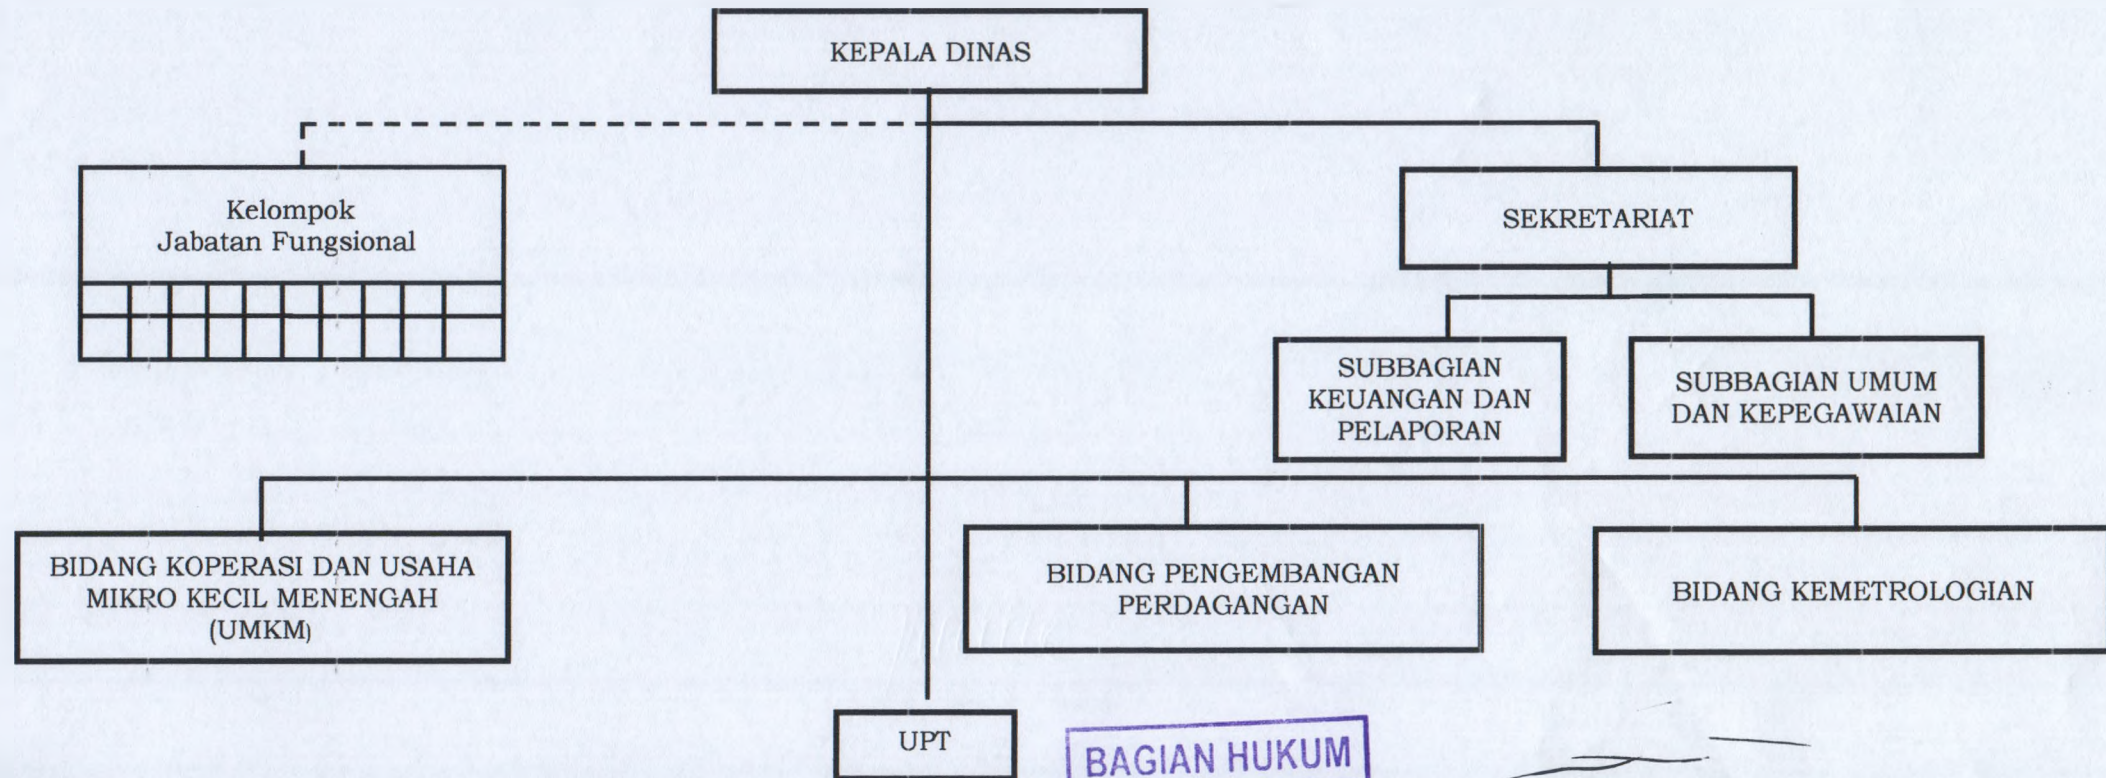 KEPALA DINAS
Kelompok
Jabatan Fungsional
SEKRETARIAT
SUBBAGIAN
KEUANGAN DAN
PELAPORAN
SUBBAGIAN UMUM
DAN KEPEGAWAIAN
BIDANG KOPERASI DAN USAHA
MIKRO KECIL MENENGAH
(UMKM)
BIDANG PENGEMBANGAN
PERDAGANGAN
BIDANG KEMETROLOGIAN
UPT
BAGIAN HUKUM